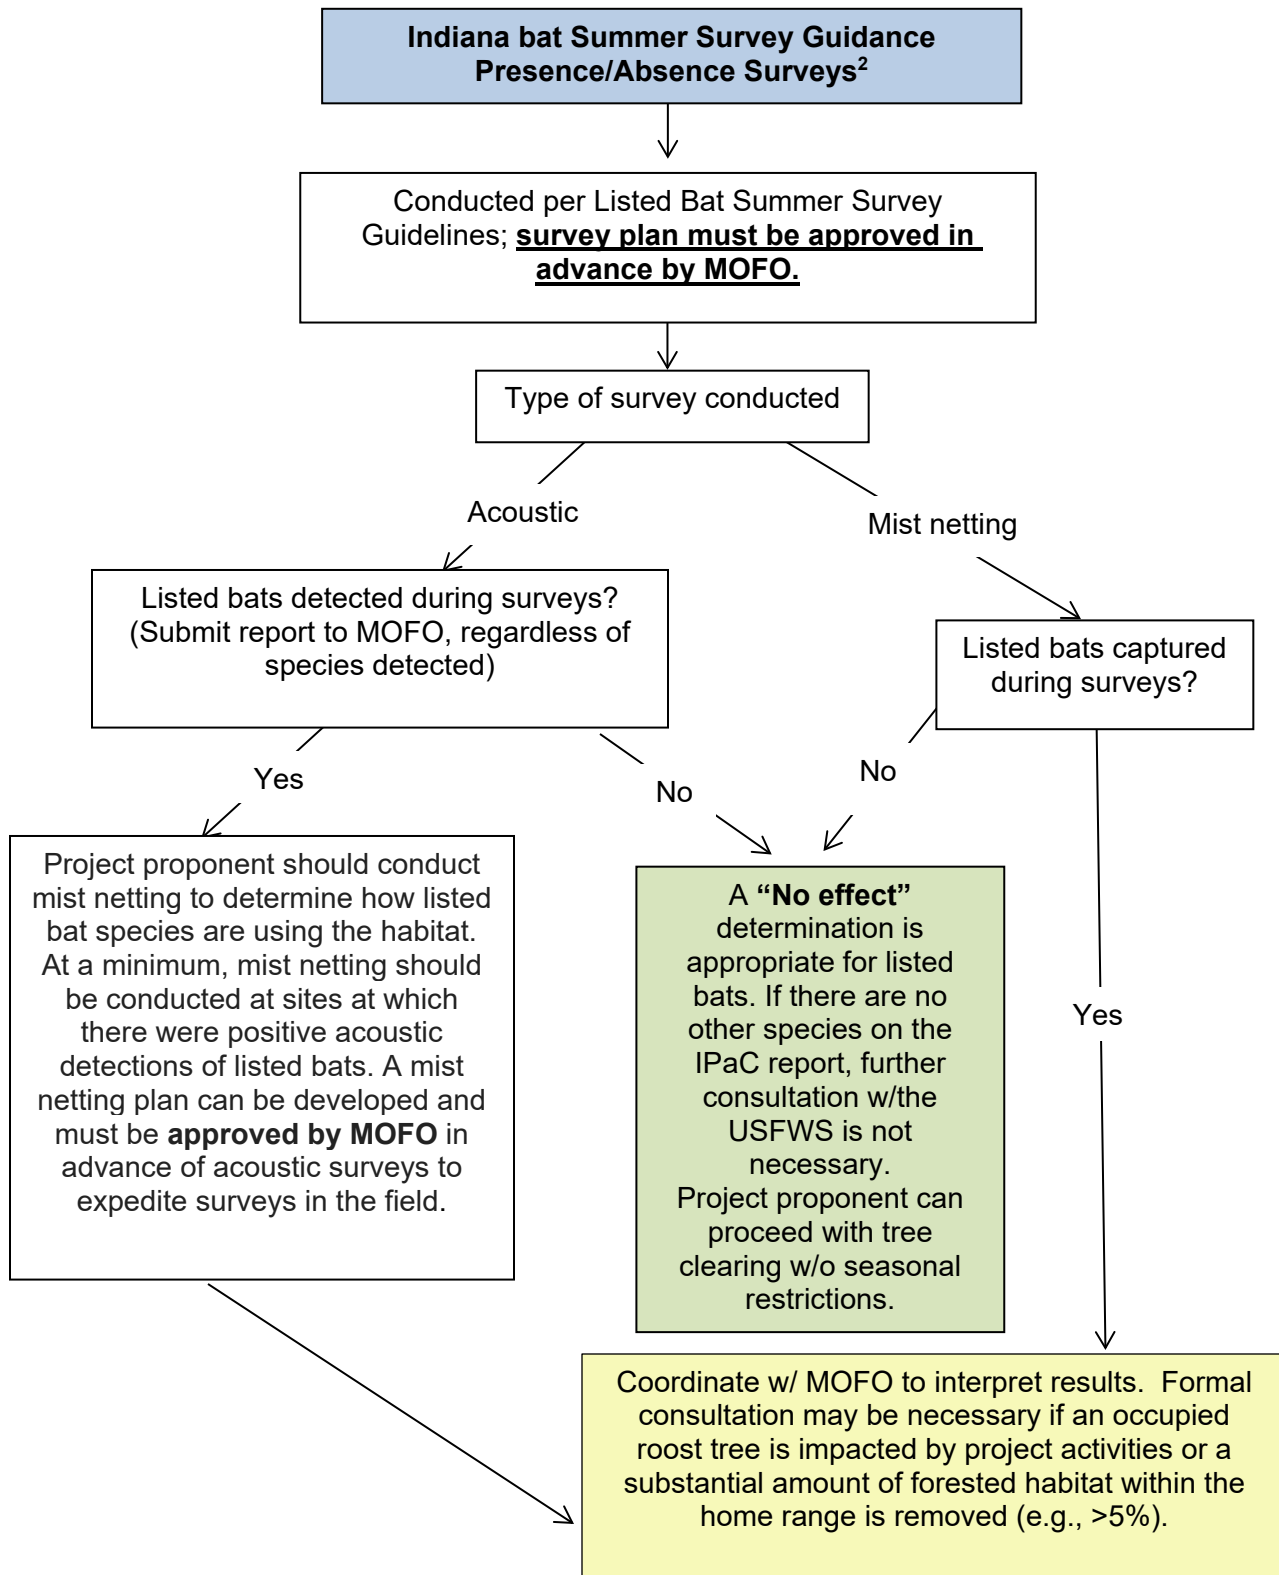 Indiana bat Summer Survey Guidance
Presence/Absence Surveys²
Conducted per Listed Bat Summer Survey
Guidelines; survey plan must be approved in
advance by MOFO.
Type of survey conducted
Acoustic
Mist netting
Listed bats detected during surveys?
(Submit report to MOFO, regardless of
species detected)
Listed bats captured
during surveys?
Yes
No
No
Project proponent should conduct
mist netting to determine how listed
bat species are using the habitat.
At a minimum, mist netting should
be conducted at sites at which
there were positive acoustic
detections of listed bats. A mist
netting plan can be developed and
must be approved by MOFO in
advance of acoustic surveys to
expedite surveys in the field.
A “No effect”
determination is
appropriate for listed
bats. If there are no
other species on the
IPaC report, further
consultation w/the
USFWS is not
necessary.
Project proponent can
proceed with tree
clearing w/o seasonal
restrictions.
Yes
Coordinate w/ MOFO to interpret results.  Formal
consultation may be necessary if an occupied
roost tree is impacted by project activities or a
substantial amount of forested habitat within the
home range is removed (e.g., >5%).